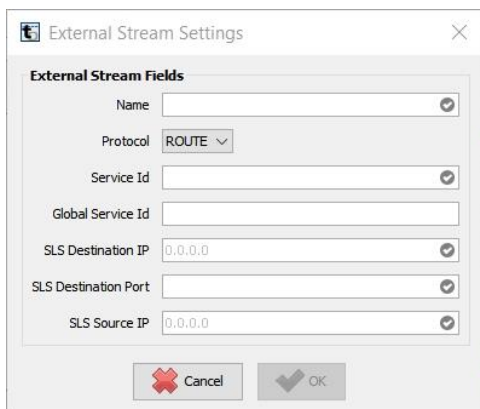 External Stream Settings
External Stream Fields
Name
Protocol ROUTE
Service Id
Global Service Id
SLS Destination IP 0.0.0.0
SLS Destination Port
SLS Source IP 0.0.0.0
Cancel OK